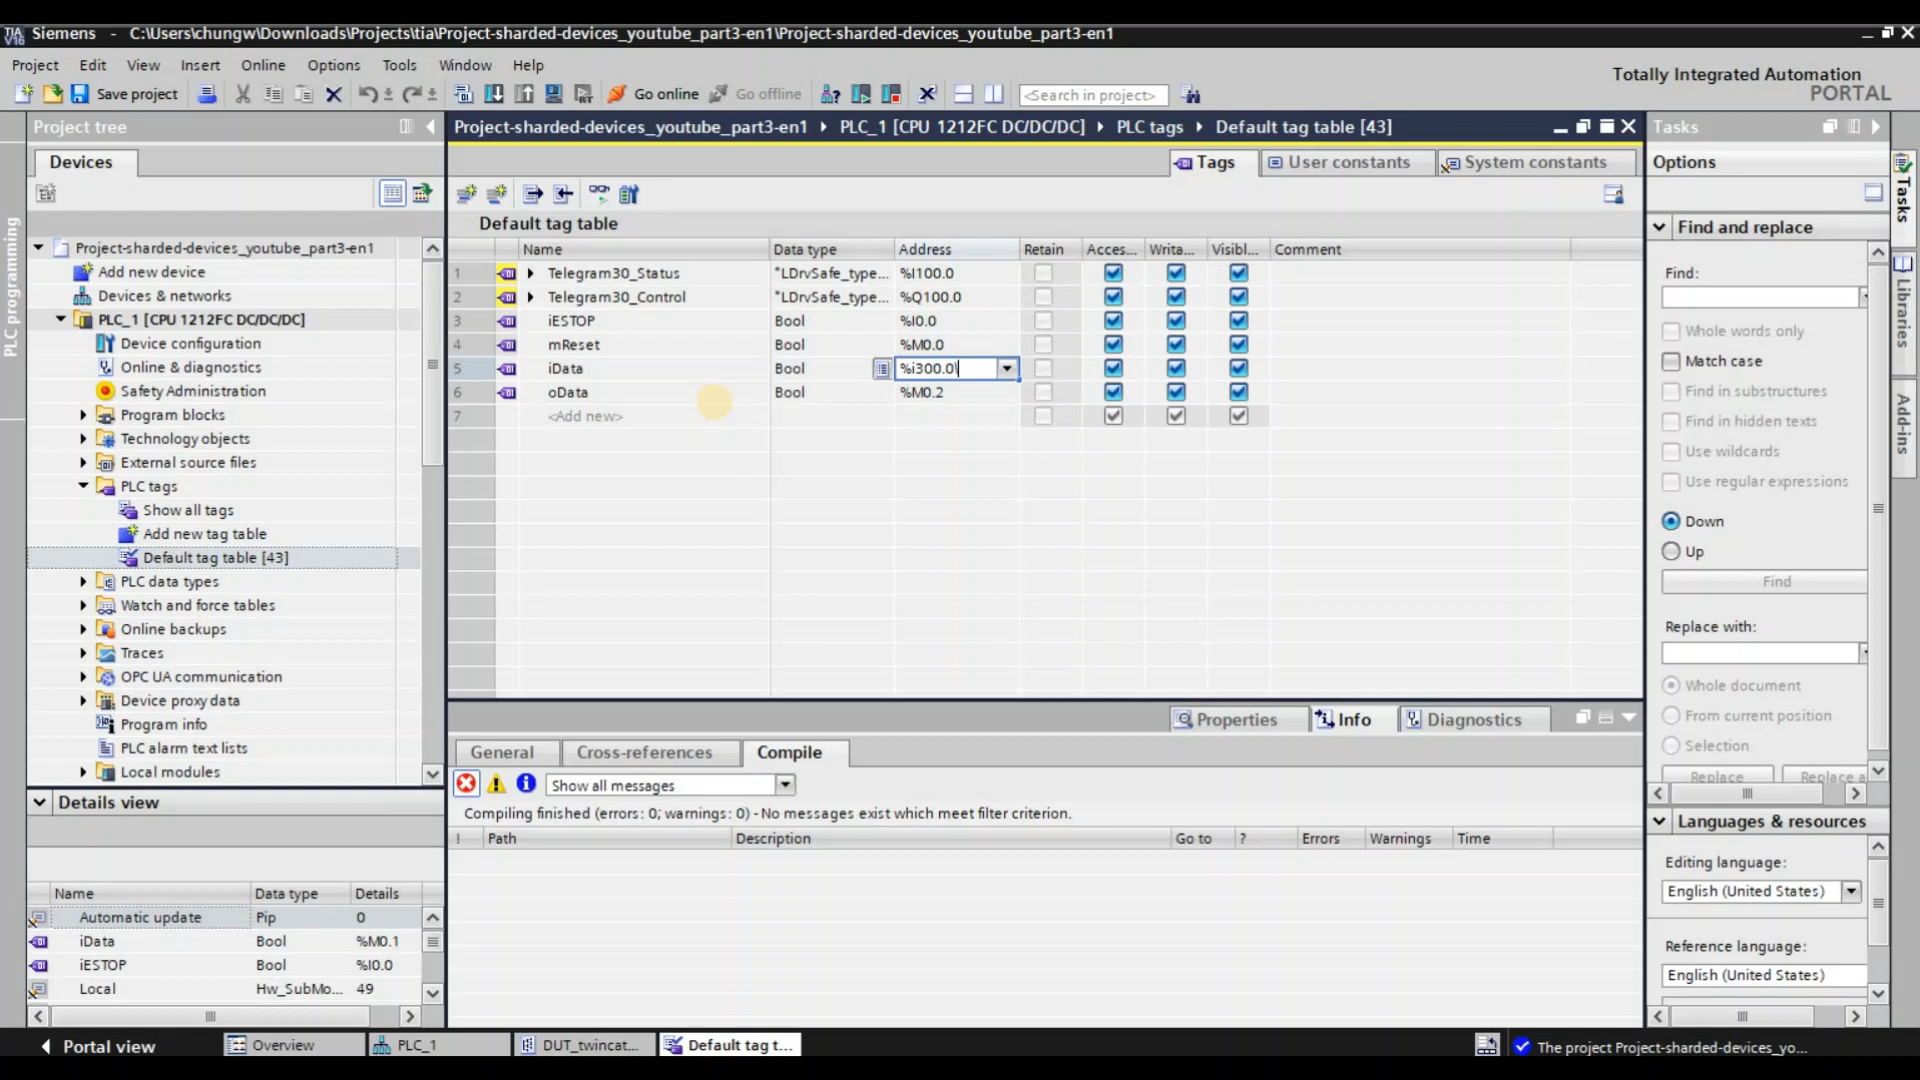 Siemens - C:\Users\chungw\Downloads\Projects\tia\Project-sharded-devices_youtube_part3-en1\Project-sharded-devices_youtube_part3-en1
Project Edit View Insert Online Options Tools Window Help
Totally Integrated Automation
PORTAL
Save project Go online Go offline <Search in project>
Project tree
Project-sharded-devices_youtube_part3-en1 PLC_1 [CPU 1212FC DC/DC/DC] PLC tags Default tag table [43]
Tasks
Devices
Tags User constants System constants
Options
Default tag table
Name Data type Address Retain Acces... Writa... Visibl... Comment
1 Telegram30_Status "LDrvSafe_type... %I100.0
2 Telegram30_Control "LDrvSafe_type... %Q100.0
3 iESTOP Bool %I0.0
4 mReset Bool %M0.0
5 iData Bool %i300.0\
6 oData Bool %M0.2
7 <Add new>
PLC programming
Project-sharded-devices_youtube_part3-en1
Add new device
Devices & networks
PLC_1 [CPU 1212FC DC/DC/DC]
Device configuration
Online & diagnostics
Safety Administration
Program blocks
Technology objects
External source files
PLC tags
Show all tags
Add new tag table
Default tag table [43]
PLC data types
Watch and force tables
Online backups
Traces
OPC UA communication
Device proxy data
Program info
PLC alarm text lists
Local modules
Details view
Name Data type Details
Automatic update Pip 0
iData Bool %M0.1
iESTOP Bool %I0.0
Local Hw_SubMo... 49
Properties Info Diagnostics
General Cross-references Compile
Show all messages
Compiling finished (errors: 0; warnings: 0) - No messages exist which meet filter criterion.
! Path Description Go to ? Errors Warnings Time
Find and replace
Find:
Whole words only
Match case
Find in substructures
Find in hidden texts
Use wildcards
Use regular expressions
Down
Up
Find
Replace with:
Whole document
From current position
Selection
Replace Replace a
Languages & resources
Editing language:
English (United States)
Reference language:
English (United States)
Tasks
Libraries
Add-ins
Portal view Overview PLC_1 DUT_twincat... Default tag t... The project Project-sharded-devices_yo...